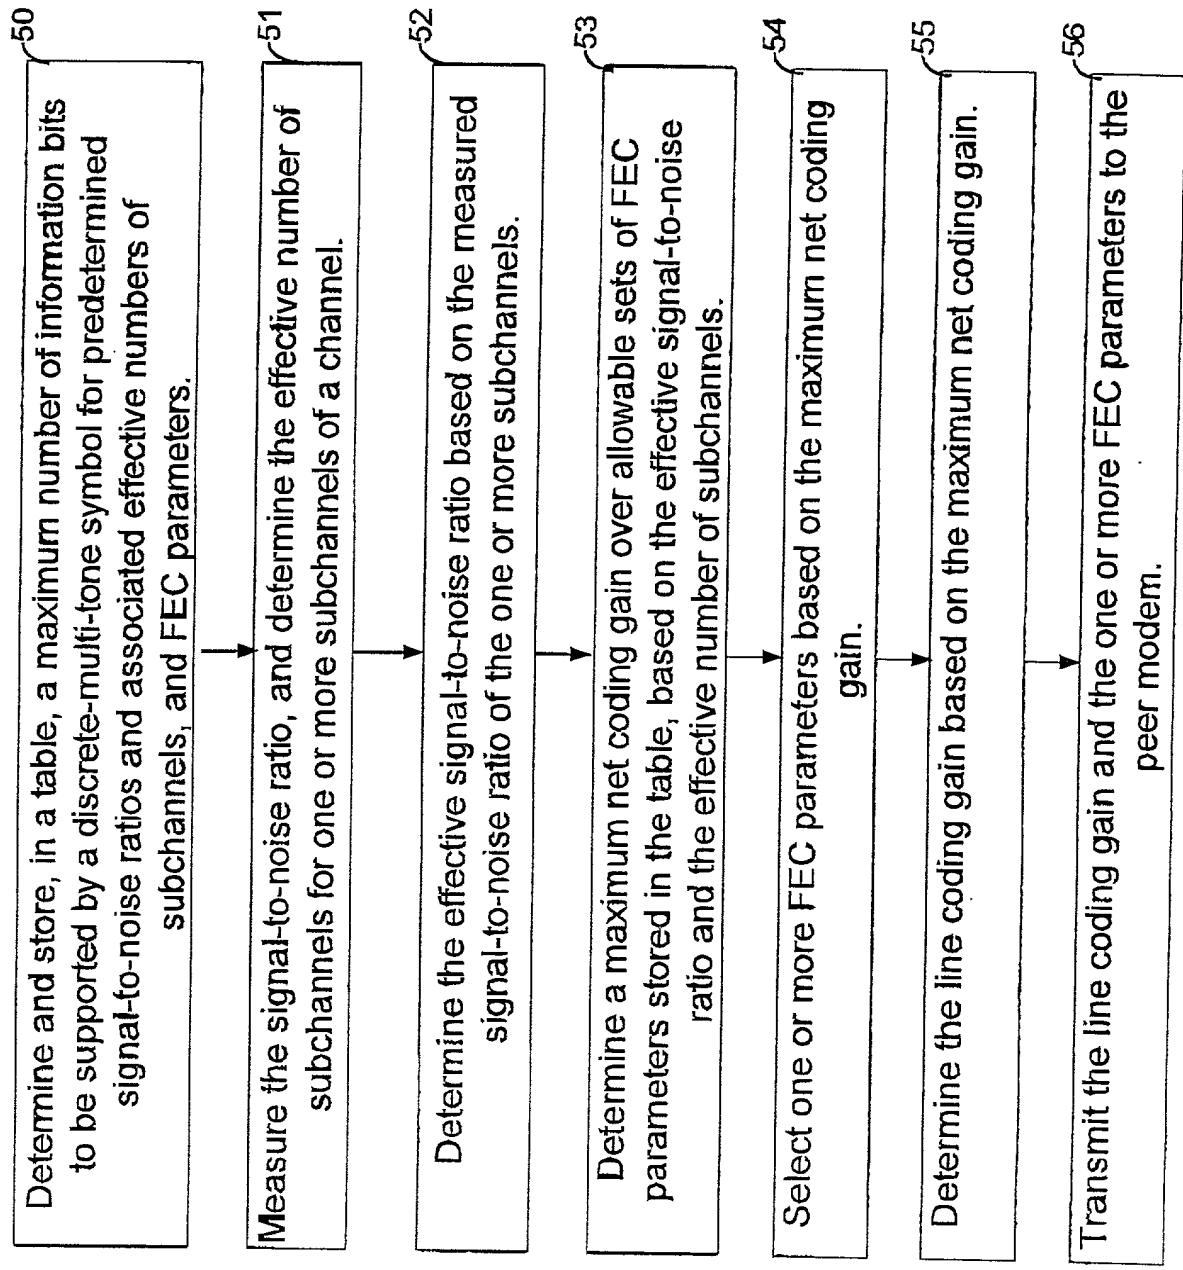 50
Determine and store, in a table, a maximum number of information bits
to be supported by a discrete-multi-tone symbol for predetermined
signal-to-noise ratios and associated effective numbers of
subchannels, and FEC parameters.
51
Measure the signal-to-noise ratio, and determine the effective number of
subchannels for one or more subchannels of a channel.
52
Determine the effective signal-to-noise ratio based on the measured
signal-to-noise ratio of the one or more subchannels.
53
Determine a maximum net coding gain over allowable sets of FEC
parameters stored in the table, based on the effective signal-to-noise
ratio and the effective number of subchannels.
54
Select one or more FEC parameters based on the maximum net coding
gain.
55
Determine the line coding gain based on the maximum net coding gain.
56
Transmit the line coding gain and the one or more FEC parameters to the
peer modem.